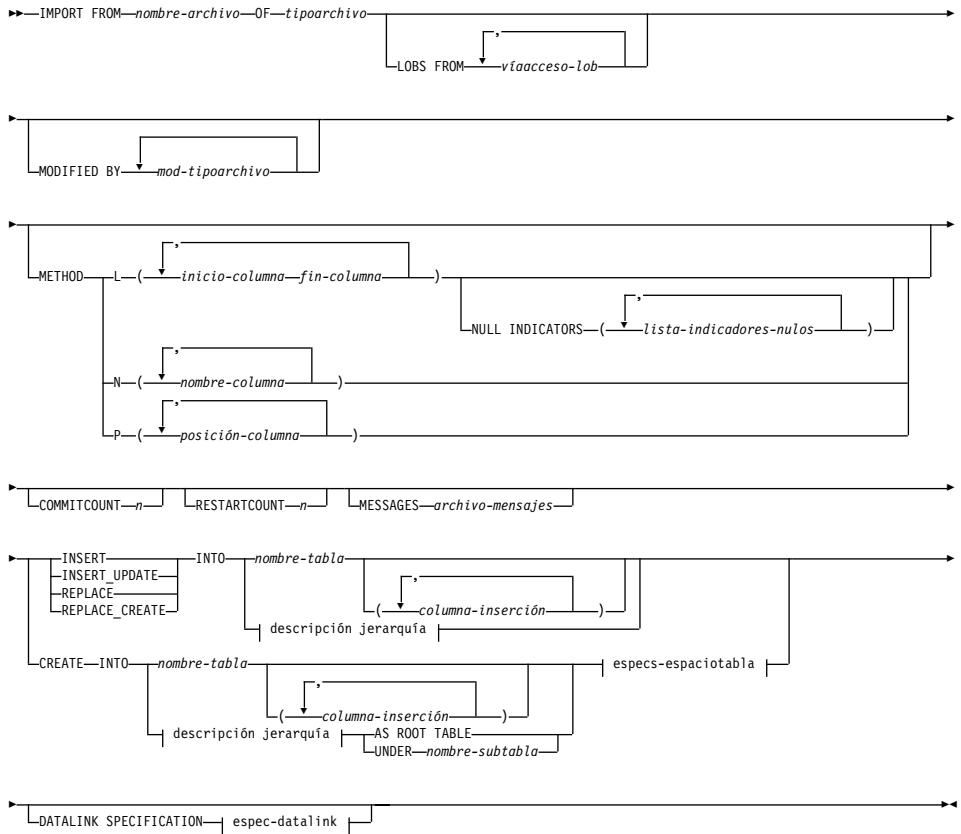 IMPORT FROM nombre-archivo OF tipoarchivo
,
LOBS FROM víaacceso-lob
MODIFIED BY mod-tipoarchivo
,
METHOD L ( inicio-columna fin-columna )
,
NULL INDICATORS ( lista-indicadores-nulos )
,
N ( nombre-columna )
,
P ( posición-columna )
COMMITCOUNT n RESTARTCOUNT n MESSAGES archivo-mensajes
INSERT INTO nombre-tabla
INSERT_UPDATE ,
REPLACE
REPLACE_CREATE ( columna-inserción )
descripción jerarquía
CREATE INTO nombre-tabla especs-espaciotabla
,
( columna-inserción )
descripción jerarquía AS ROOT TABLE
UNDER nombre-subtabla
DATALINK SPECIFICATION espec-datalink